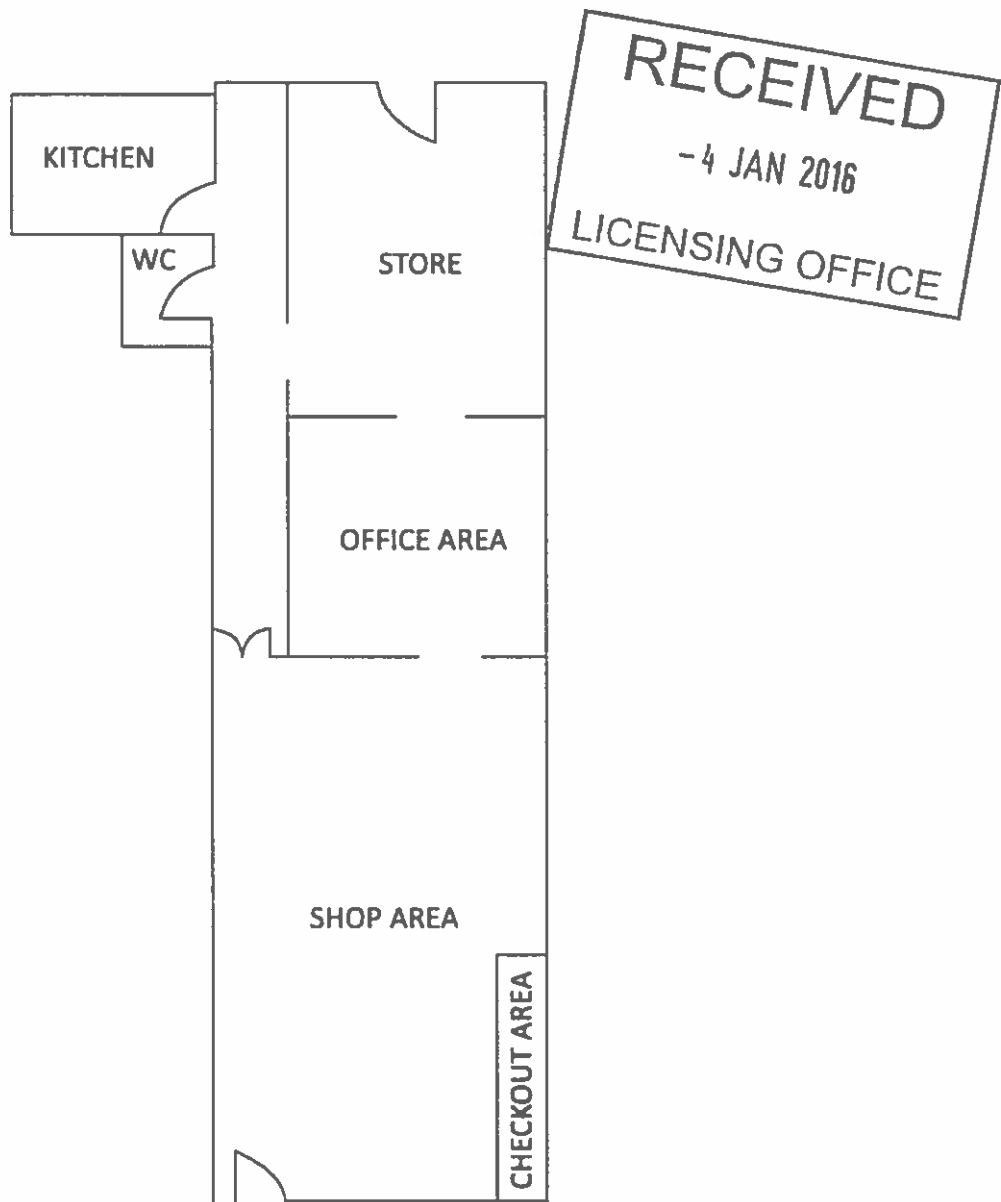 RECEIVED
-4 JAN 2016
LICENSING OFFICE
KITCHEN
WC
STORE
OFFICE AREA
SHOP AREA
CHECKOUT AREA